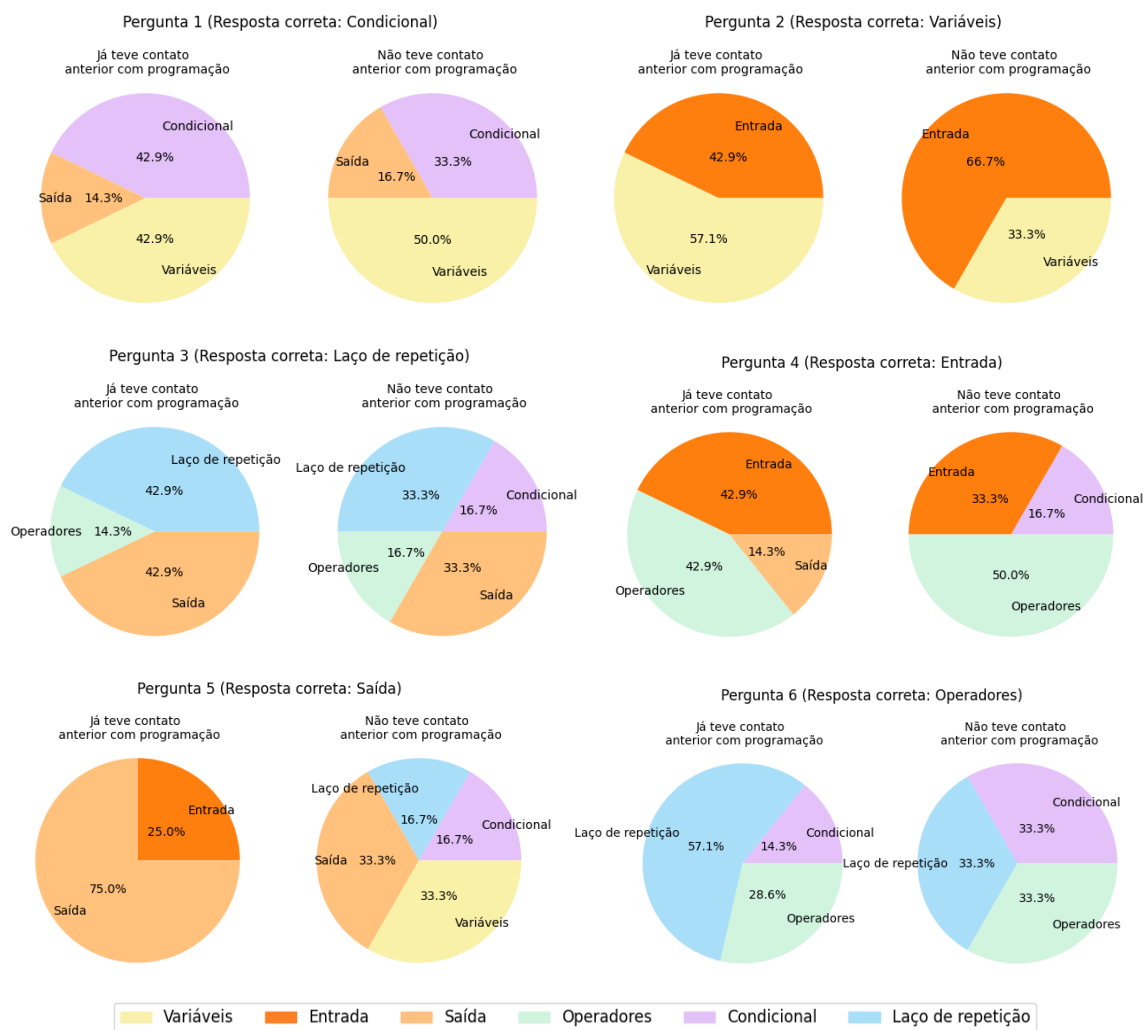 Pergunta 1 (Resposta correta: Condicional)
Já teve contato
anterior com programação
Condicional
42.9%
Saída
14.3%
42.9%
Variáveis
Não teve contato
anterior com programação
Condicional
33.3%
Saída
16.7%
50.0%
Variáveis
Pergunta 2 (Resposta correta: Variáveis)
Já teve contato
anterior com programação
Entrada
42.9%
57.1%
Variáveis
Não teve contato
anterior com programação
Entrada
66.7%
33.3%
Variáveis
Pergunta 3 (Resposta correta: Laço de repetição)
Já teve contato
anterior com programação
Laço de repetição
42.9%
Operadores
14.3%
42.9%
Saída
Não teve contato
anterior com programação
Laço de repetição
33.3%
Condicional
16.7%
16.7%
Operadores
33.3%
Saída
Pergunta 4 (Resposta correta: Entrada)
Já teve contato
anterior com programação
Entrada
42.9%
14.3%
Saída
42.9%
Operadores
Não teve contato
anterior com programação
Entrada
33.3%
Condicional
16.7%
50.0%
Operadores
Pergunta 5 (Resposta correta: Saída)
Já teve contato
anterior com programação
Entrada
25.0%
75.0%
Saída
Não teve contato
anterior com programação
Laço de repetição
16.7%
Condicional
16.7%
Saída
33.3%
33.3%
Variáveis
Pergunta 6 (Resposta correta: Operadores)
Já teve contato
anterior com programação
Laço de repetição
57.1%
Condicional
14.3%
28.6%
Operadores
Não teve contato
anterior com programação
Condicional
33.3%
Laço de repetição
33.3%
33.3%
Operadores
Variáveis Entrada Saída Operadores Condicional Laço de repetição